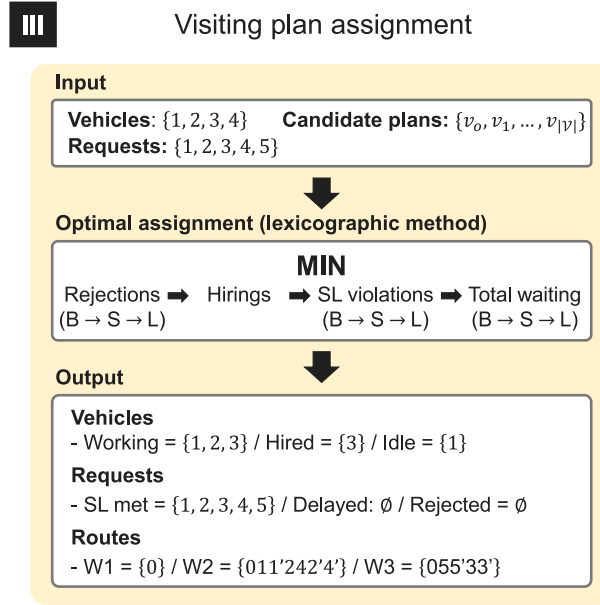 III Visiting plan assignment
Input
Vehicles: {1, 2, 3, 4} Candidate plans: {v₀, v₁, … , v|𝒱|}
Requests: {1, 2, 3, 4, 5}
Optimal assignment (lexicographic method)
MIN
Rejections ➡ Hirings ➡ SL violations ➡ Total waiting
(B → S → L) (B → S → L) (B → S → L)
Output
Vehicles
- Working = {1, 2, 3} / Hired = {3} / Idle = {1}
Requests
- SL met = {1, 2, 3, 4, 5} / Delayed: ∅ / Rejected = ∅
Routes
- W1 = {0} / W2 = {011'242'4'} / W3 = {055'33'}